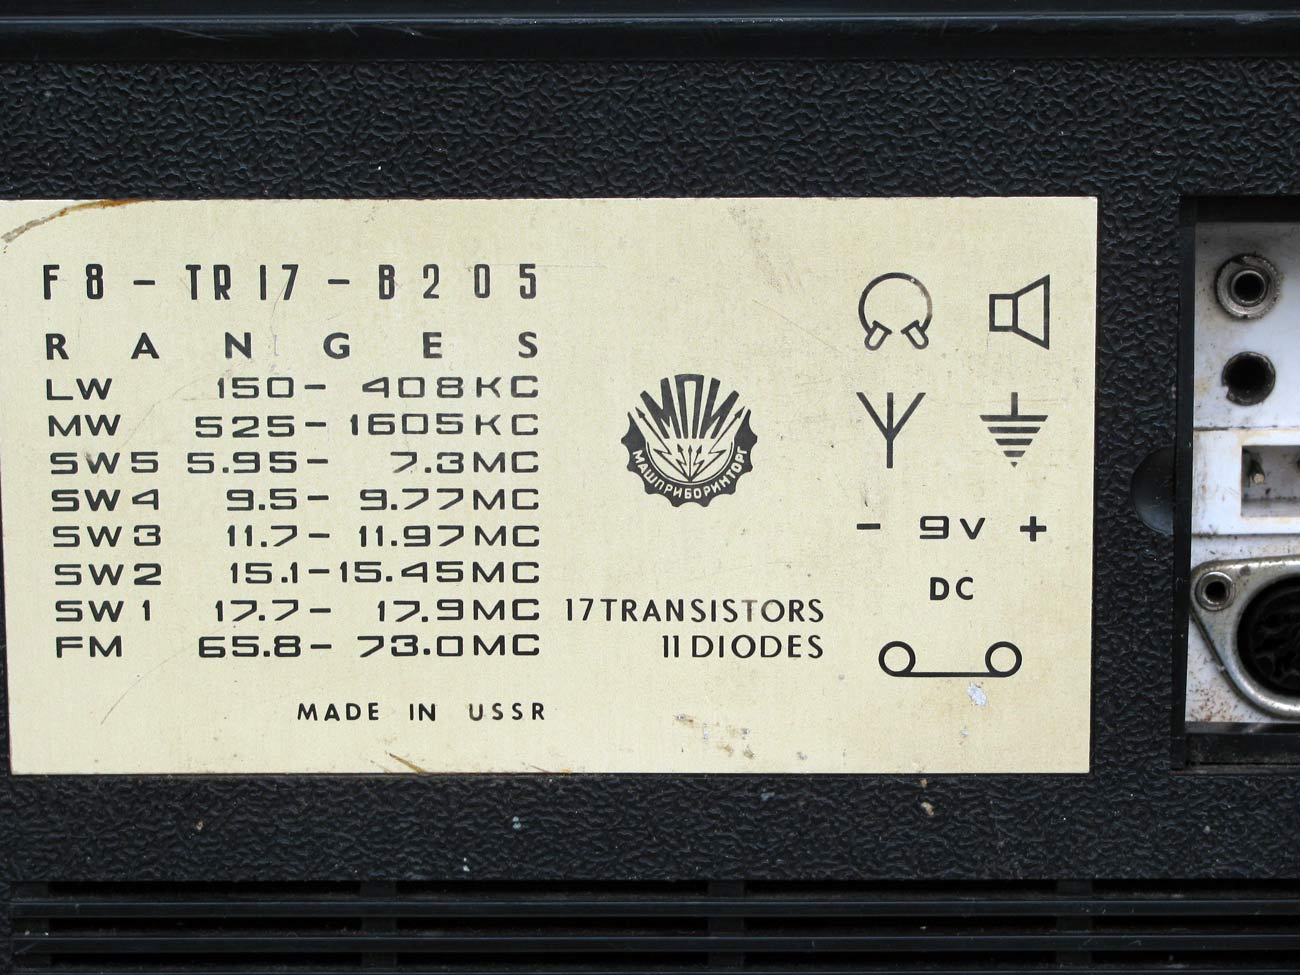 F8-TR17-B205
RANGES
LW 150- 408KC
MW 525- 1605KC
SW5 5.95- 7.3MC
SW4 9.5- 9.77MC
SW3 11.7- 11.97MC
SW2 15.1-15.45MC
SW1 17.7- 17.9MC
FM 65.8- 73.0MC
MADE IN USSR
МПИ
МАШПРИБОРИНТОРГ
17TRANSISTORS
11DIODES
- 9V +
DC